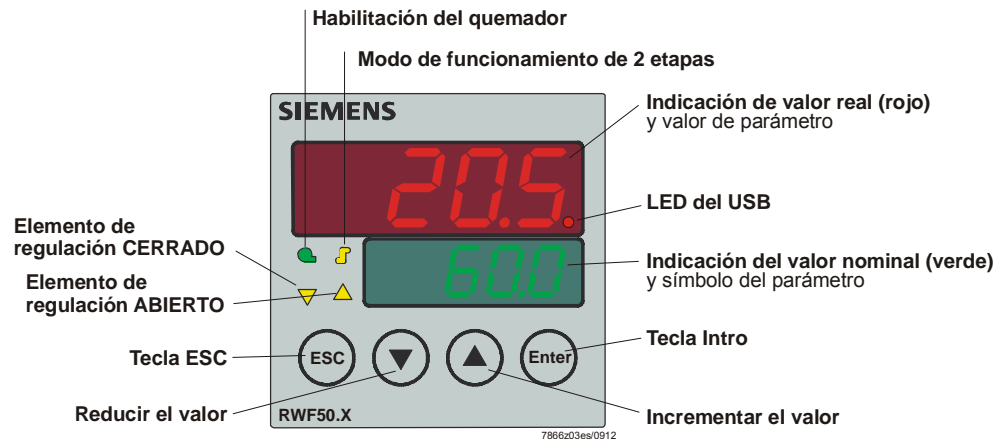 Habilitación del quemador
Modo de funcionamiento de 2 etapas
SIEMENS
Indicación de valor real (rojo)
y valor de parámetro
20.5
LED del USB
Elemento de
regulación CERRADO
60.0
Indicación del valor nominal (verde)
y símbolo del parámetro
Elemento de
regulación ABIERTO
Tecla ESC
ESC
Enter
Tecla Intro
Reducir el valor
RWF50.X
Incrementar el valor
7866z03es/0912